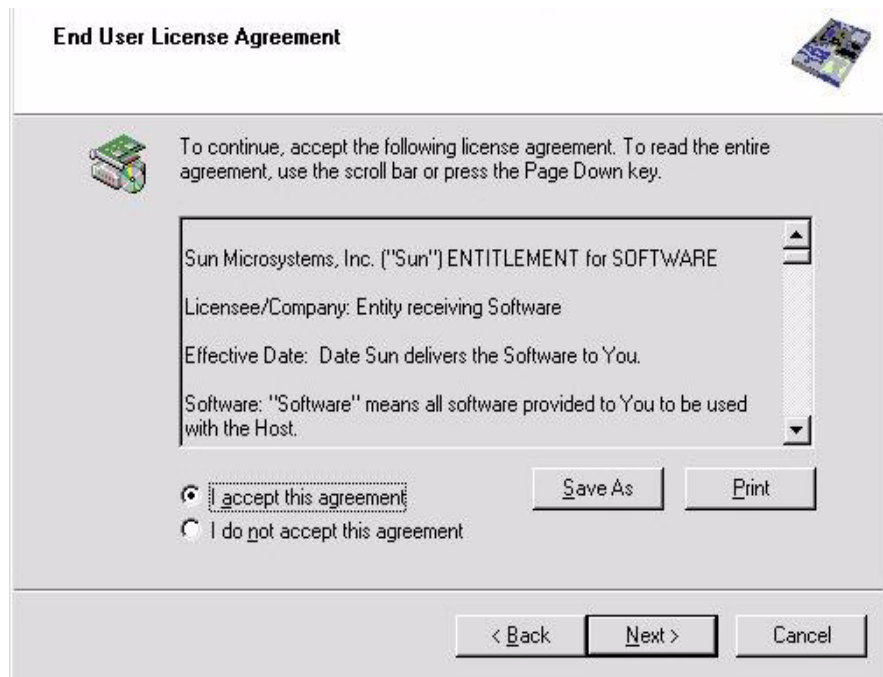 End User License Agreement
To continue, accept the following license agreement. To read the entire
agreement, use the scroll bar or press the Page Down key.
Sun Microsystems, Inc. ("Sun") ENTITLEMENT for SOFTWARE
Licensee/Company: Entity receiving Software
Effective Date:  Date Sun delivers the Software to You.
Software: "Software" means all software provided to You to be used
with the Host.
I accept this agreement
Save As
Print
I do not accept this agreement
< Back
Next >
Cancel